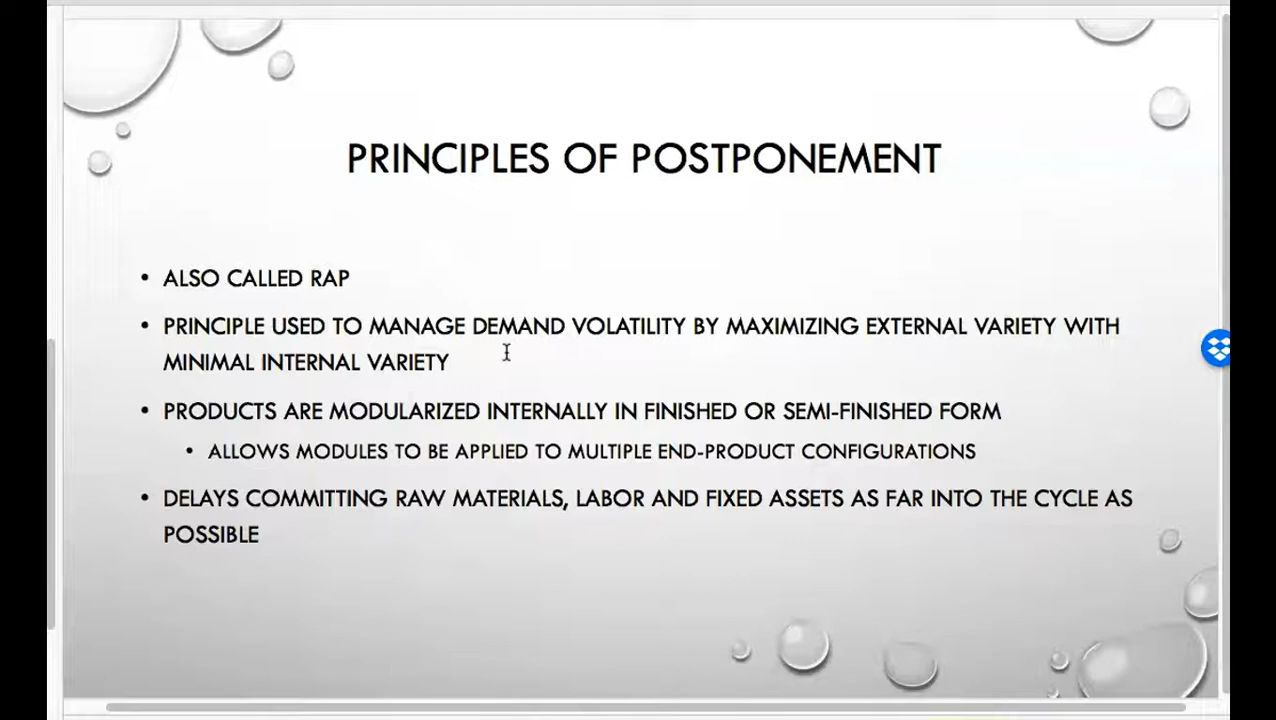 PRINCIPLES OF POSTPONEMENT
• ALSO CALLED RAP
• PRINCIPLE USED TO MANAGE DEMAND VOLATILITY BY MAXIMIZING EXTERNAL VARIETY WITH
MINIMAL INTERNAL VARIETY
• PRODUCTS ARE MODULARIZED INTERNALLY IN FINISHED OR SEMI-FINISHED FORM
• ALLOWS MODULES TO BE APPLIED TO MULTIPLE END-PRODUCT CONFIGURATIONS
• DELAYS COMMITTING RAW MATERIALS, LABOR AND FIXED ASSETS AS FAR INTO THE CYCLE AS
POSSIBLE